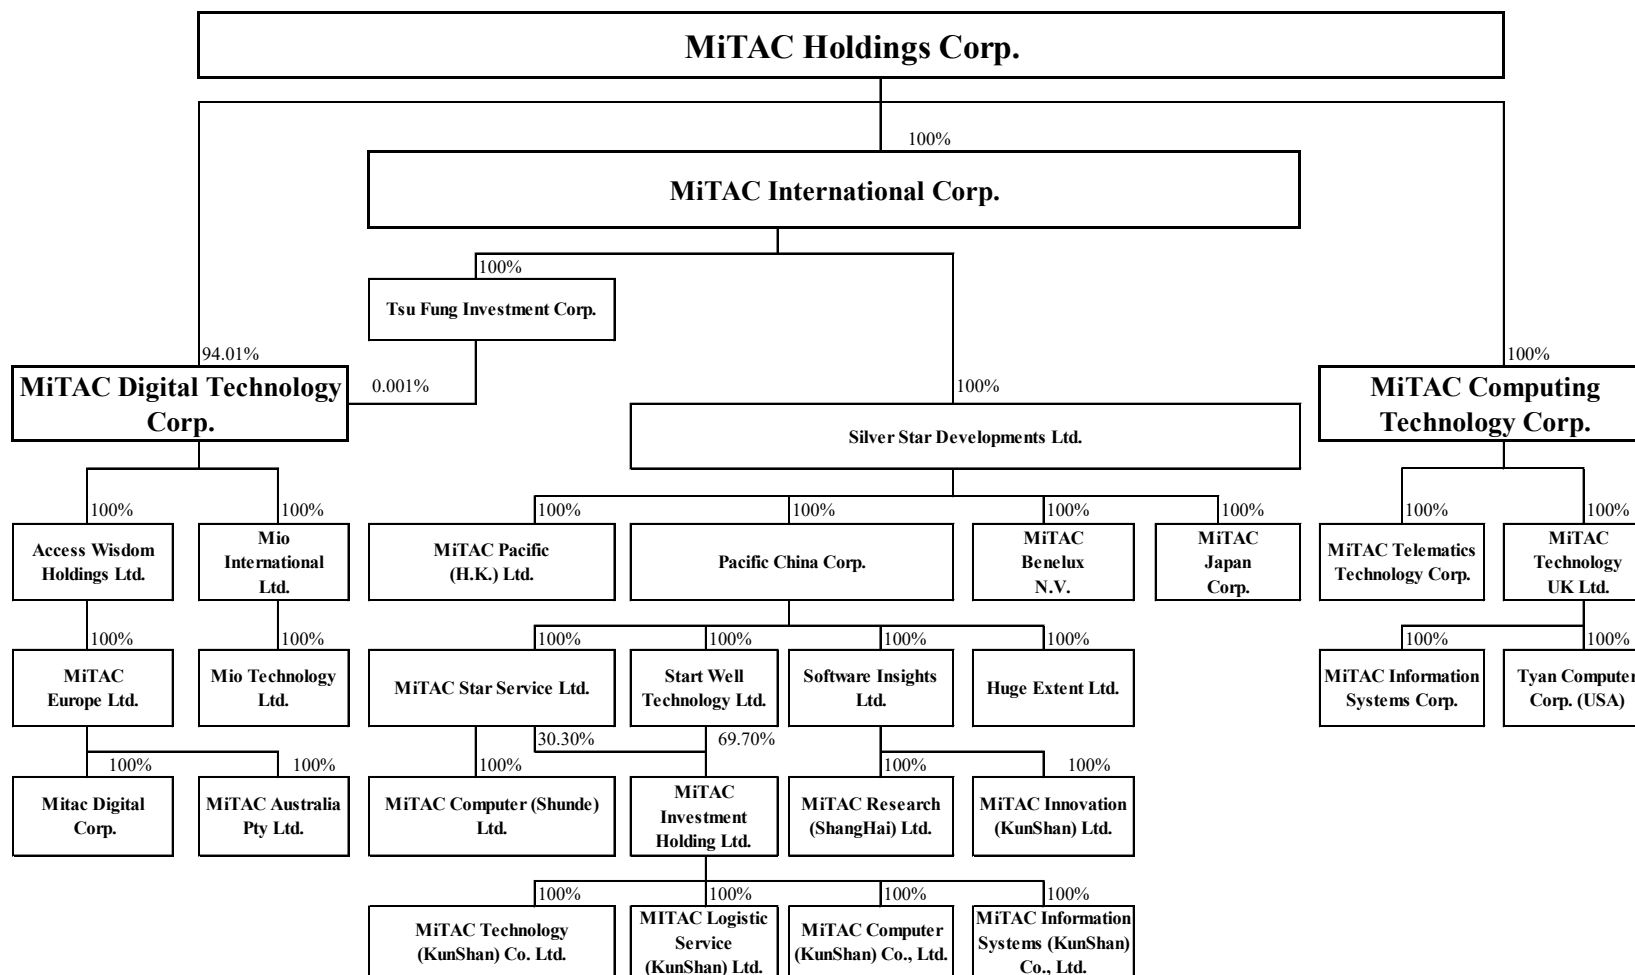 MiTAC Holdings Corp.
100%
MiTAC International Corp.
100%
Tsu Fung Investment Corp.
94.01%
100%
MiTAC Digital Technology
Corp.
0.001%
100%
MiTAC Computing
Technology Corp.
Silver Star Developments Ltd.
100%
100%
100%
100%
100%
100%
100%
100%
Access Wisdom
Holdings Ltd.
Mio
International
Ltd.
MiTAC Pacific
(H.K.) Ltd.
Pacific China Corp.
MiTAC
Benelux
N.V.
MiTAC
Japan
Corp.
MiTAC Telematics
Technology Corp.
MiTAC
Technology
UK Ltd.
100%
100%
100%
100%
100%
100%
100%
100%
MiTAC
Europe Ltd.
Mio Technology
Ltd.
MiTAC Star Service Ltd.
Start Well
Technology Ltd.
Software Insights
Ltd.
Huge Extent Ltd.
MiTAC Information
Systems Corp.
Tyan Computer
Corp. (USA)
30.30%
69.70%
100%
100%
100%
100%
100%
Mitac Digital
Corp.
MiTAC Australia
Pty Ltd.
MiTAC Computer (Shunde)
Ltd.
MiTAC
Investment
Holding Ltd.
MiTAC Research
(ShangHai) Ltd.
MiTAC Innovation
(KunShan) Ltd.
100%
100%
100%
100%
MiTAC Technology
(KunShan) Co. Ltd.
MITAC Logistic
Service
(KunShan) Ltd.
MiTAC Computer
(KunShan) Co., Ltd.
MiTAC Information
Systems (KunShan)
Co., Ltd.